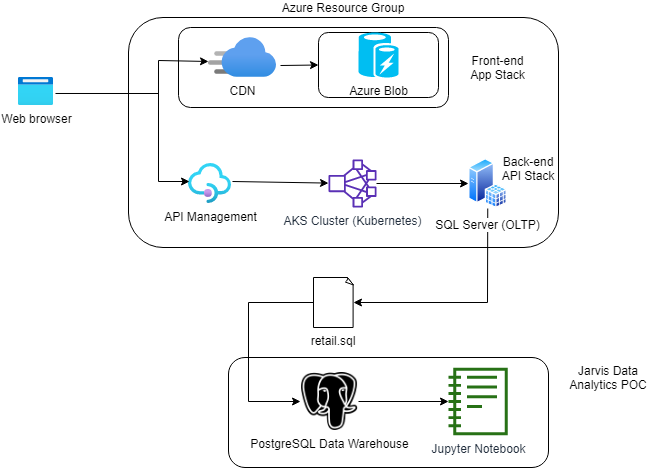 Azure Resource Group
Front-end
App Stack
CDN
Azure Blob
Web browser
Back-end
API Stack
API Management
AKS Cluster (Kubernetes)
SQL Server (OLTP)
retail.sql
Jarvis Data
Analytics POC
PostgreSQL Data Warehouse
Jupyter Notebook